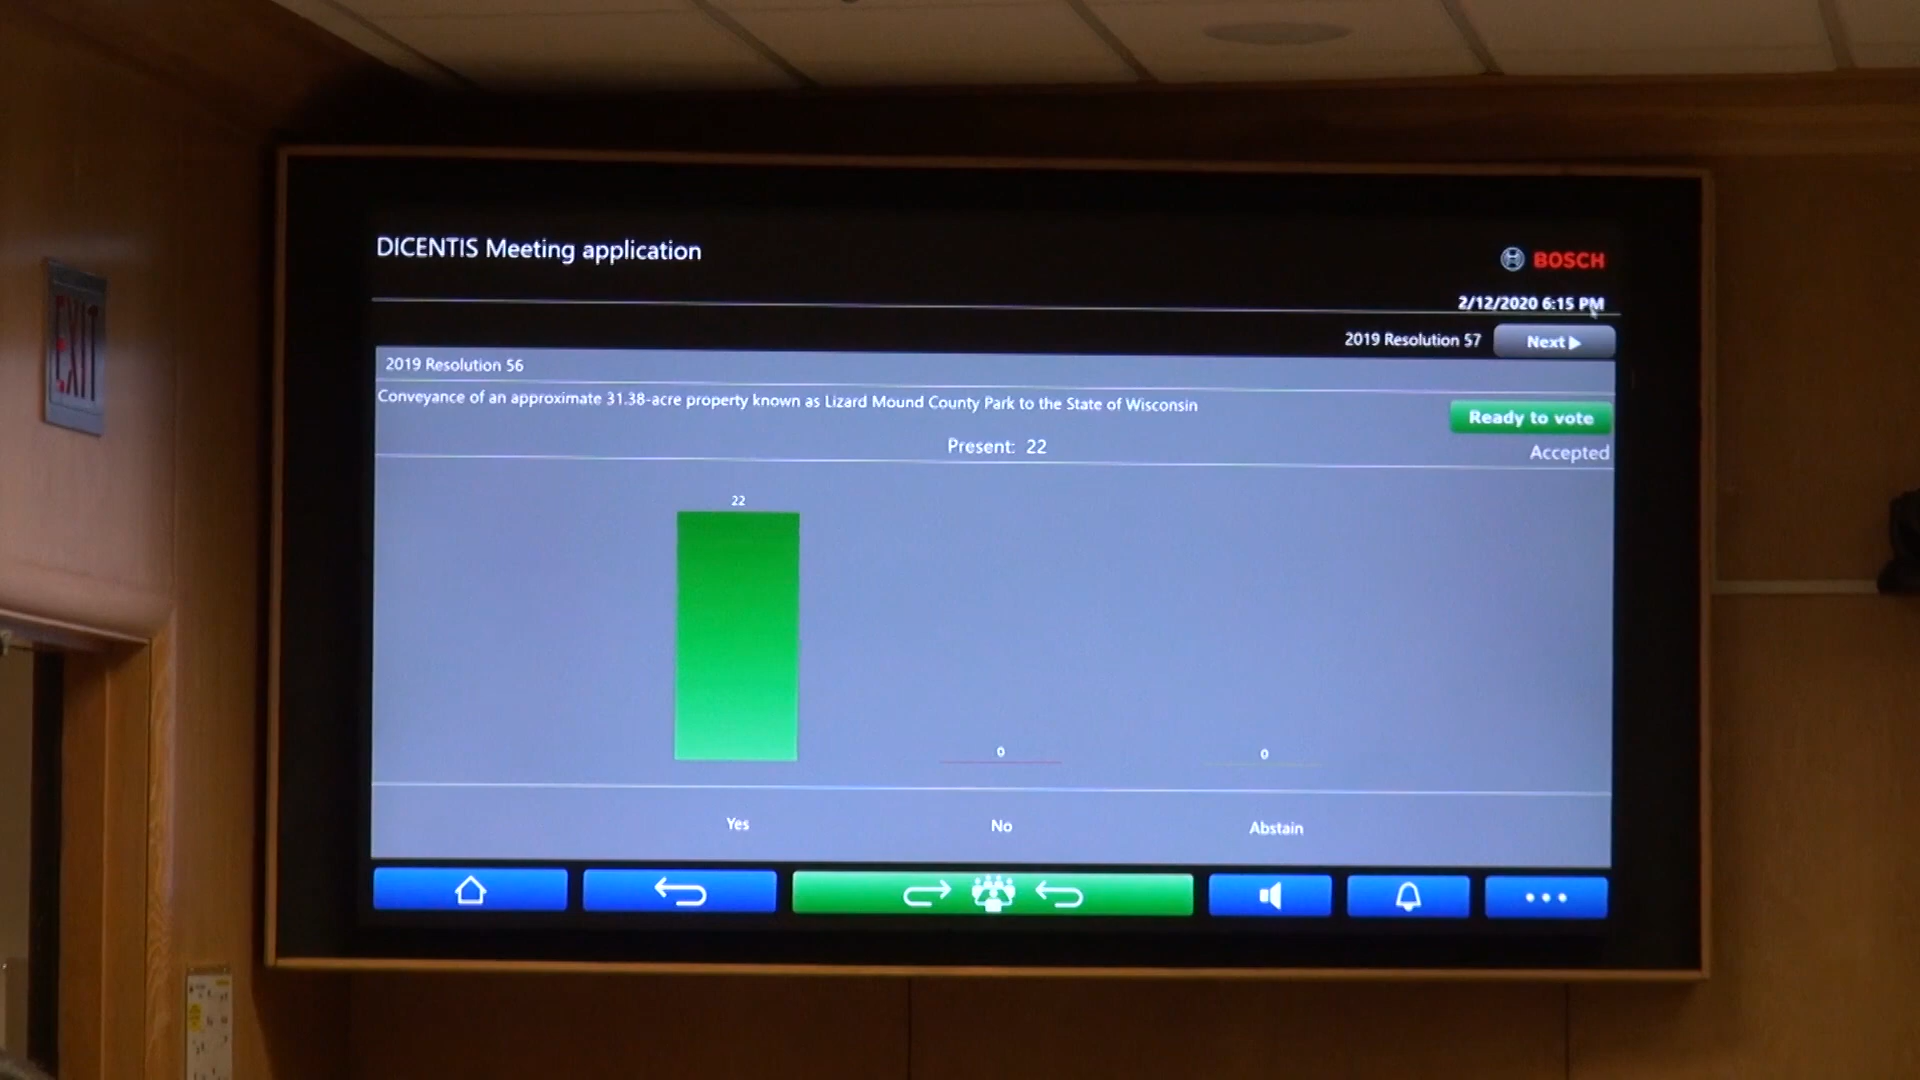 EXIT
DICENTIS Meeting application
BOSCH
2/12/2020 6:15 PM
2019 Resolution 57
Next
2019 Resolution 56
Conveyance of an approximate 31.38-acre property known as Lizard Mound County Park to the State of Wisconsin
Ready to vote
Present: 22
Accepted
22
0
0
Yes
No
Abstain